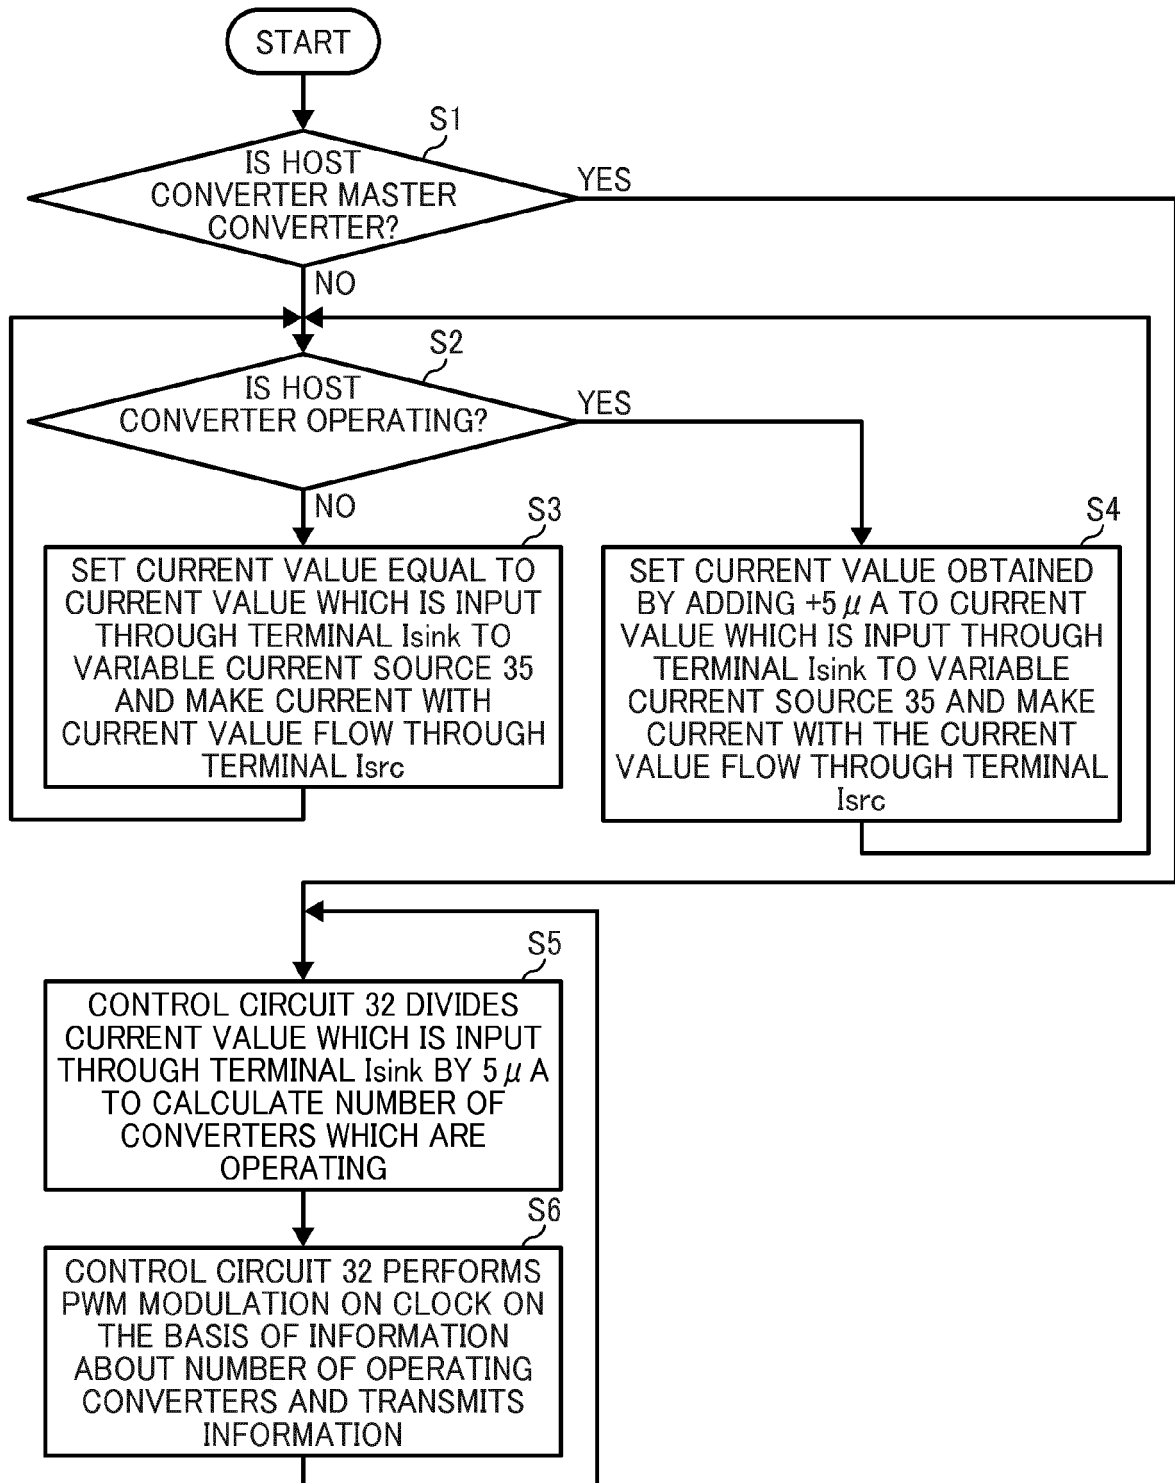 START
S1
IS HOST
CONVERTER MASTER
CONVERTER?
YES
NO
S2
IS HOST
CONVERTER OPERATING?
YES
NO
S3
SET CURRENT VALUE EQUAL TO
CURRENT VALUE WHICH IS INPUT
THROUGH TERMINAL Isink TO
VARIABLE CURRENT SOURCE 35
AND MAKE CURRENT WITH
CURRENT VALUE FLOW THROUGH
TERMINAL Isrc
S4
SET CURRENT VALUE OBTAINED
BY ADDING +5μA TO CURRENT
VALUE WHICH IS INPUT THROUGH
TERMINAL Isink TO VARIABLE
CURRENT SOURCE 35 AND MAKE
CURRENT WITH THE CURRENT
VALUE FLOW THROUGH TERMINAL
Isrc
S5
CONTROL CIRCUIT 32 DIVIDES
CURRENT VALUE WHICH IS INPUT
THROUGH TERMINAL Isink BY 5μA
TO CALCULATE NUMBER OF
CONVERTERS WHICH ARE
OPERATING
S6
CONTROL CIRCUIT 32 PERFORMS
PWM MODULATION ON CLOCK ON
THE BASIS OF INFORMATION
ABOUT NUMBER OF OPERATING
CONVERTERS AND TRANSMITS
INFORMATION